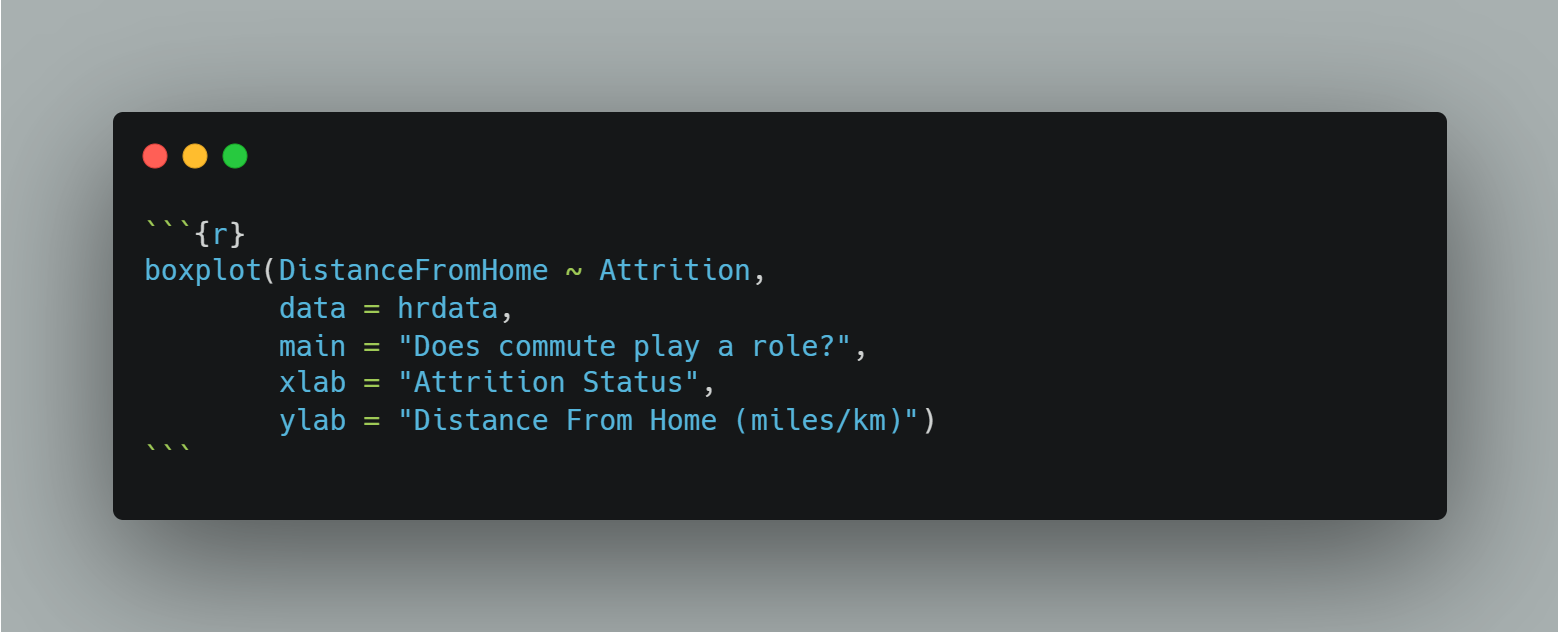 ```{r}
boxplot(DistanceFromHome ~ Attrition,
        data = hrdata,
        main = "Does commute play a role?",
        xlab = "Attrition Status",
        ylab = "Distance From Home (miles/km)")
```